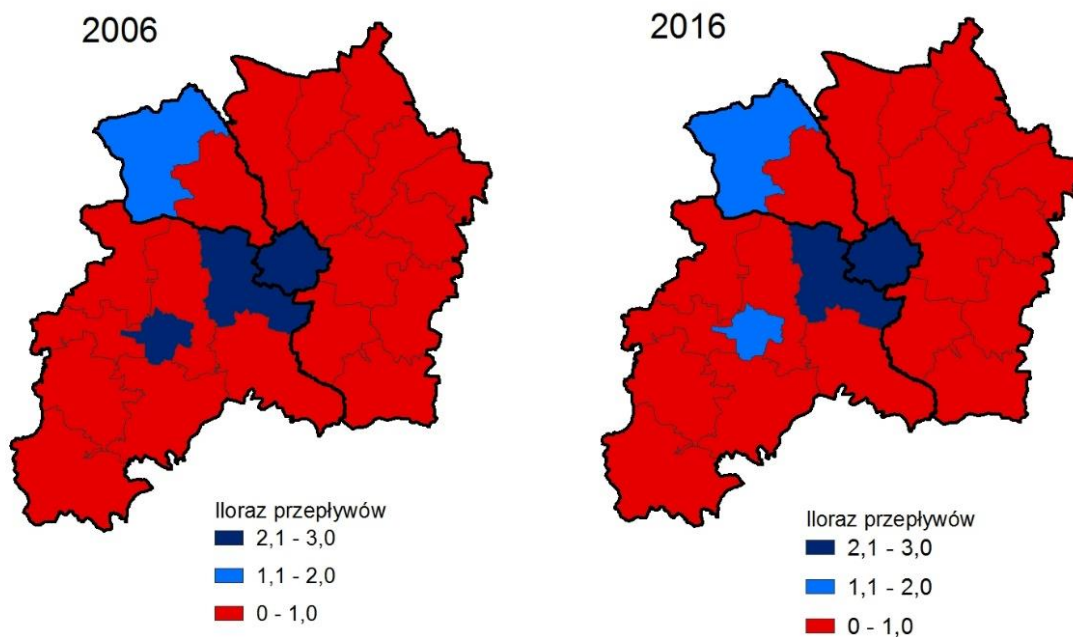 2006
Iloraz przepływów
2,1 - 3,0
1,1 - 2,0
0 - 1,0
2016
Iloraz przepływów
2,1 - 3,0
1,1 - 2,0
0 - 1,0